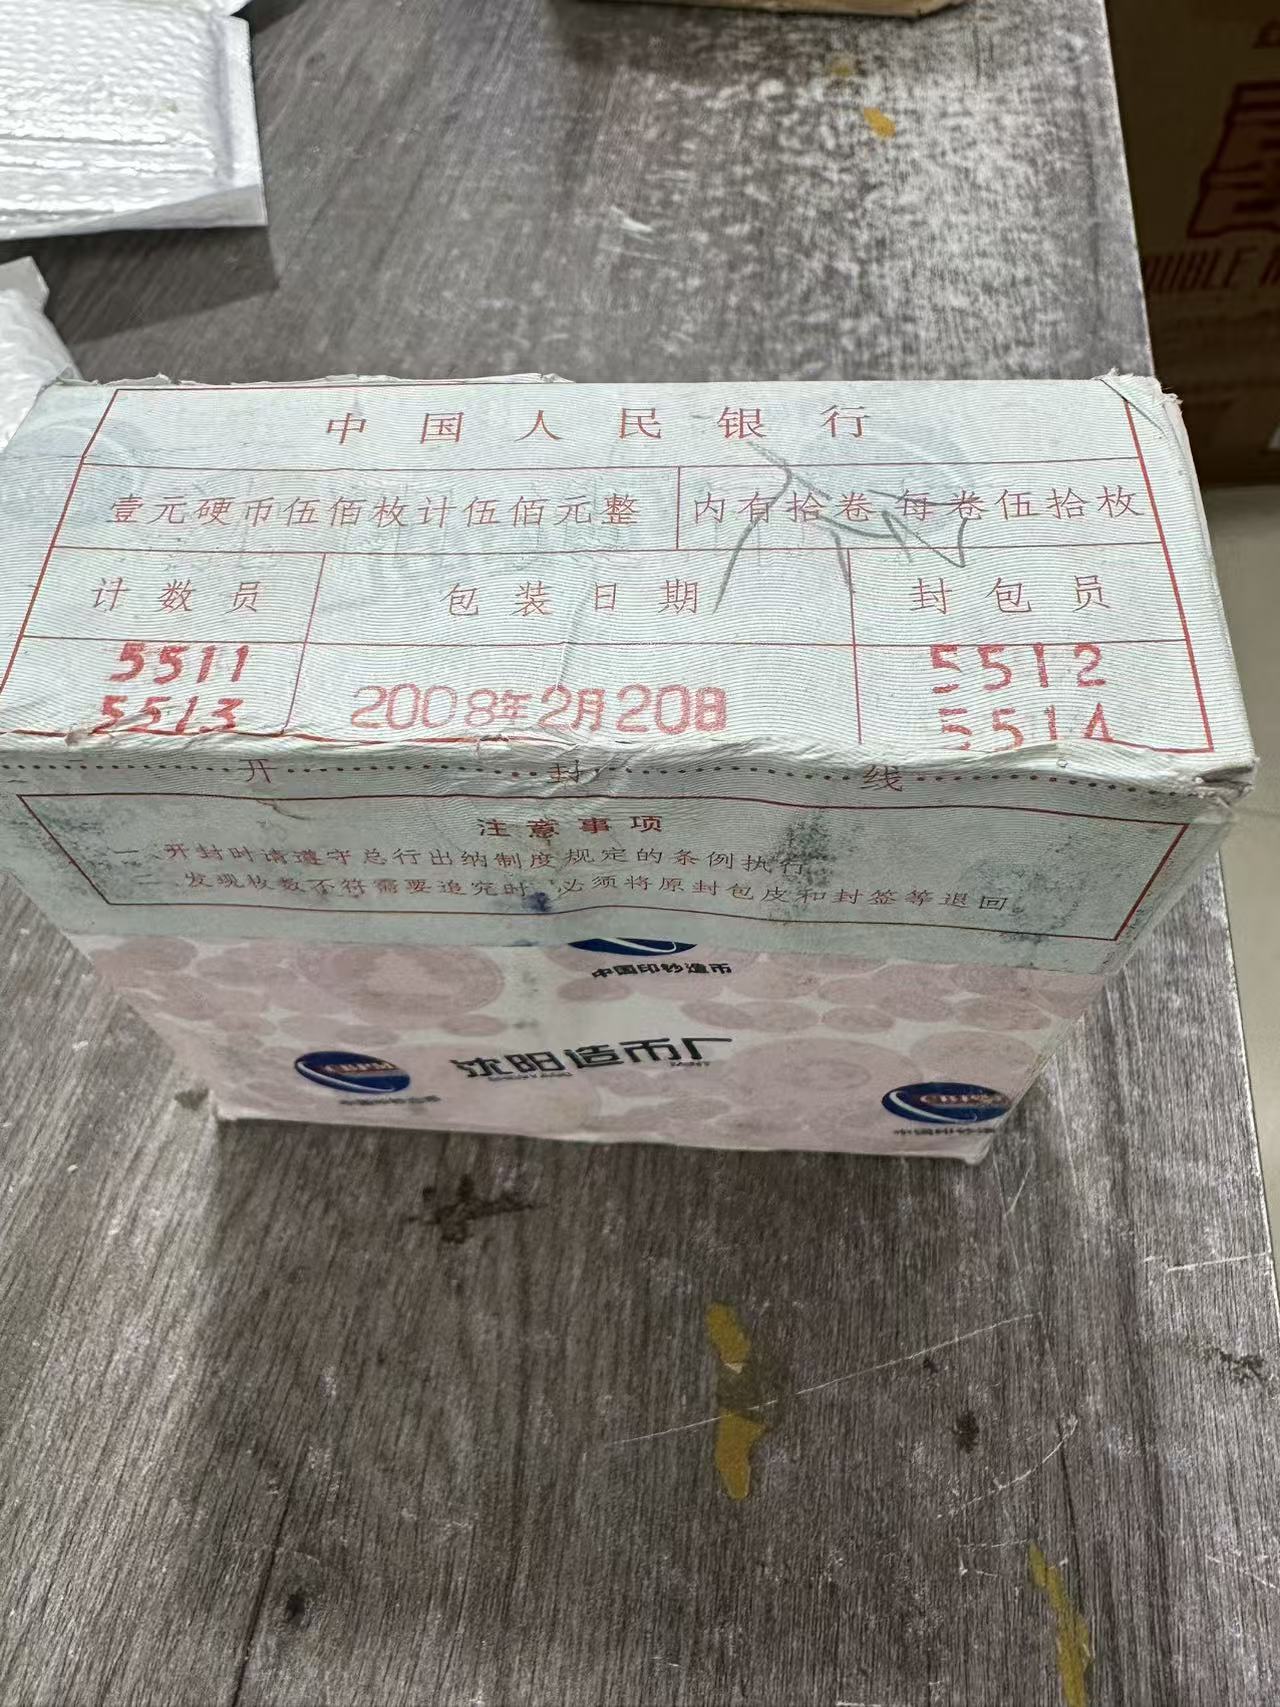 中国人民银行
壹元硬币伍佰枚计伍佰元整 内有拾卷 每卷伍拾枚
计数员 包装日期 封包员
5511 5512
5513 2008年2月20日 5514
开封线
注意事项
一、开封时请遵守总行出纳制度规定的条例执行
二、发现枚数不符需要追究时，必须将原封包皮和封签等退回
中国印钞造币
沈阳造币厂
SHENYANG MINT
CBPM
CBPM
DOUBLE